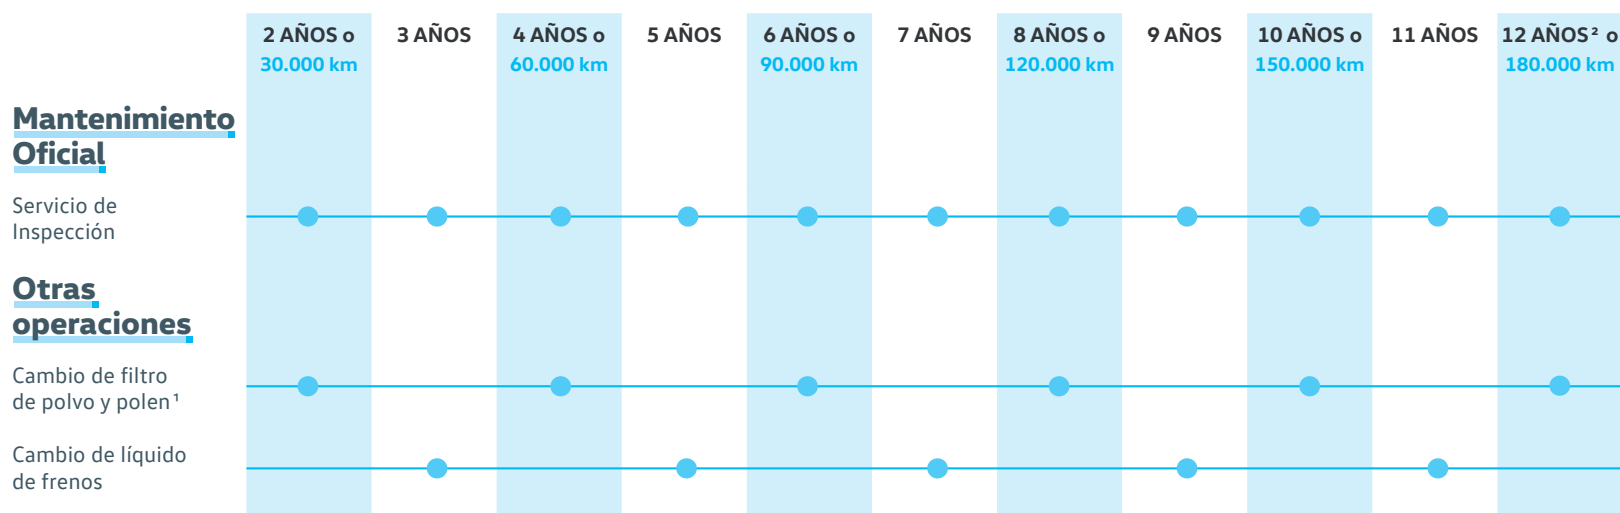 2 AÑOS o
30.000 km
3 AÑOS
4 AÑOS o
60.000 km
5 AÑOS
6 AÑOS o
90.000 km
7 AÑOS
8 AÑOS o
120.000 km
9 AÑOS
10 AÑOS o
150.000 km
11 AÑOS
12 AÑOS² o
180.000 km
Mantenimiento
Oficial
Servicio de
Inspección
Otras
operaciones
Cambio de filtro
de polvo y polen¹
Cambio de líquido
de frenos